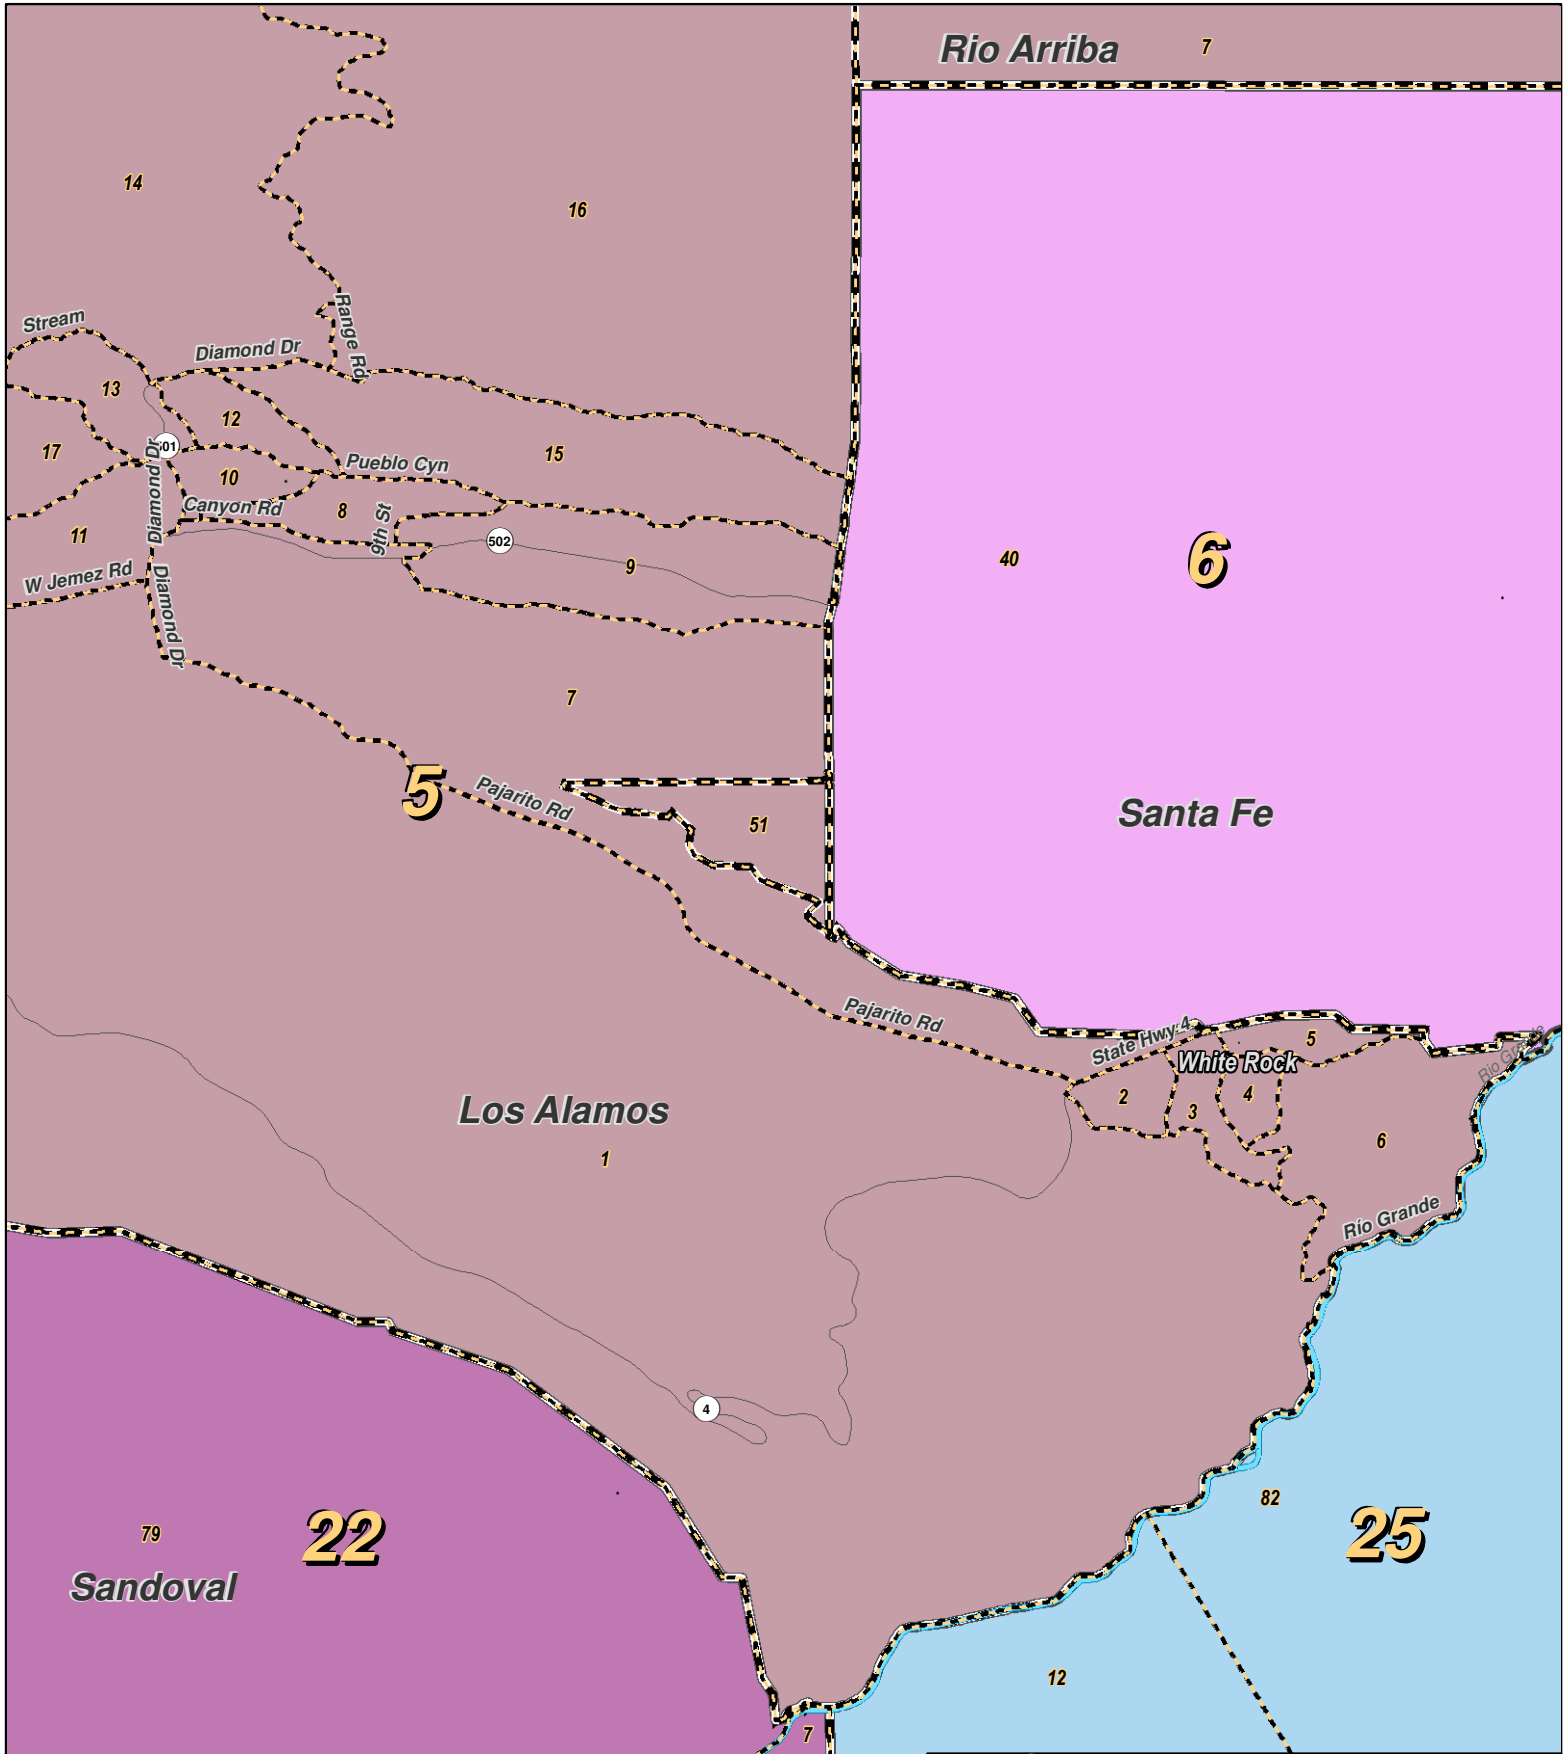 Rio Arriba
7
14
16
Range Rd
Stream
Diamond Dr
13
12
17
15
Diamond Dr
Pueblo Cyn
10
Canyon Rd
8
9th St
11
502
9
40
6
W Jemez Rd
Diamond Dr
7
5
Pajarito Rd
51
Santa Fe
Pajarito Rd
State Hwy 4
5
White Rock
Los Alamos
2
3
4
6
1
Río Grande
4
82
79
22
25
Sandoval
12
7